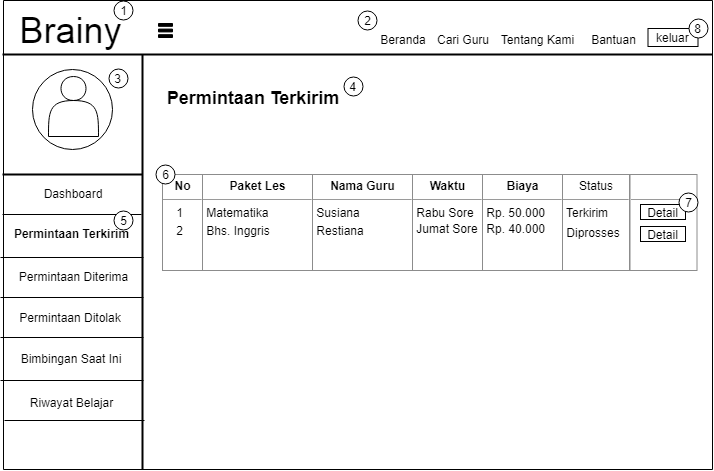 Brainy 1
2
Beranda Cari Guru Tentang Kami Bantuan keluar 8
3
Permintaan Terkirim 4
Dashboard
Permintaan Terkirim 5
Permintaan Diterima
Permintaan Ditolak
Bimbingan Saat Ini
Riwayat Belajar
6
No Paket Les Nama Guru Waktu Biaya Status
1 Matematika Susiana Rabu Sore Rp. 50.000 Terkirim Detail 7
2 Bhs. Inggris Restiana Jumat Sore Rp. 40.000 Diprosses Detail